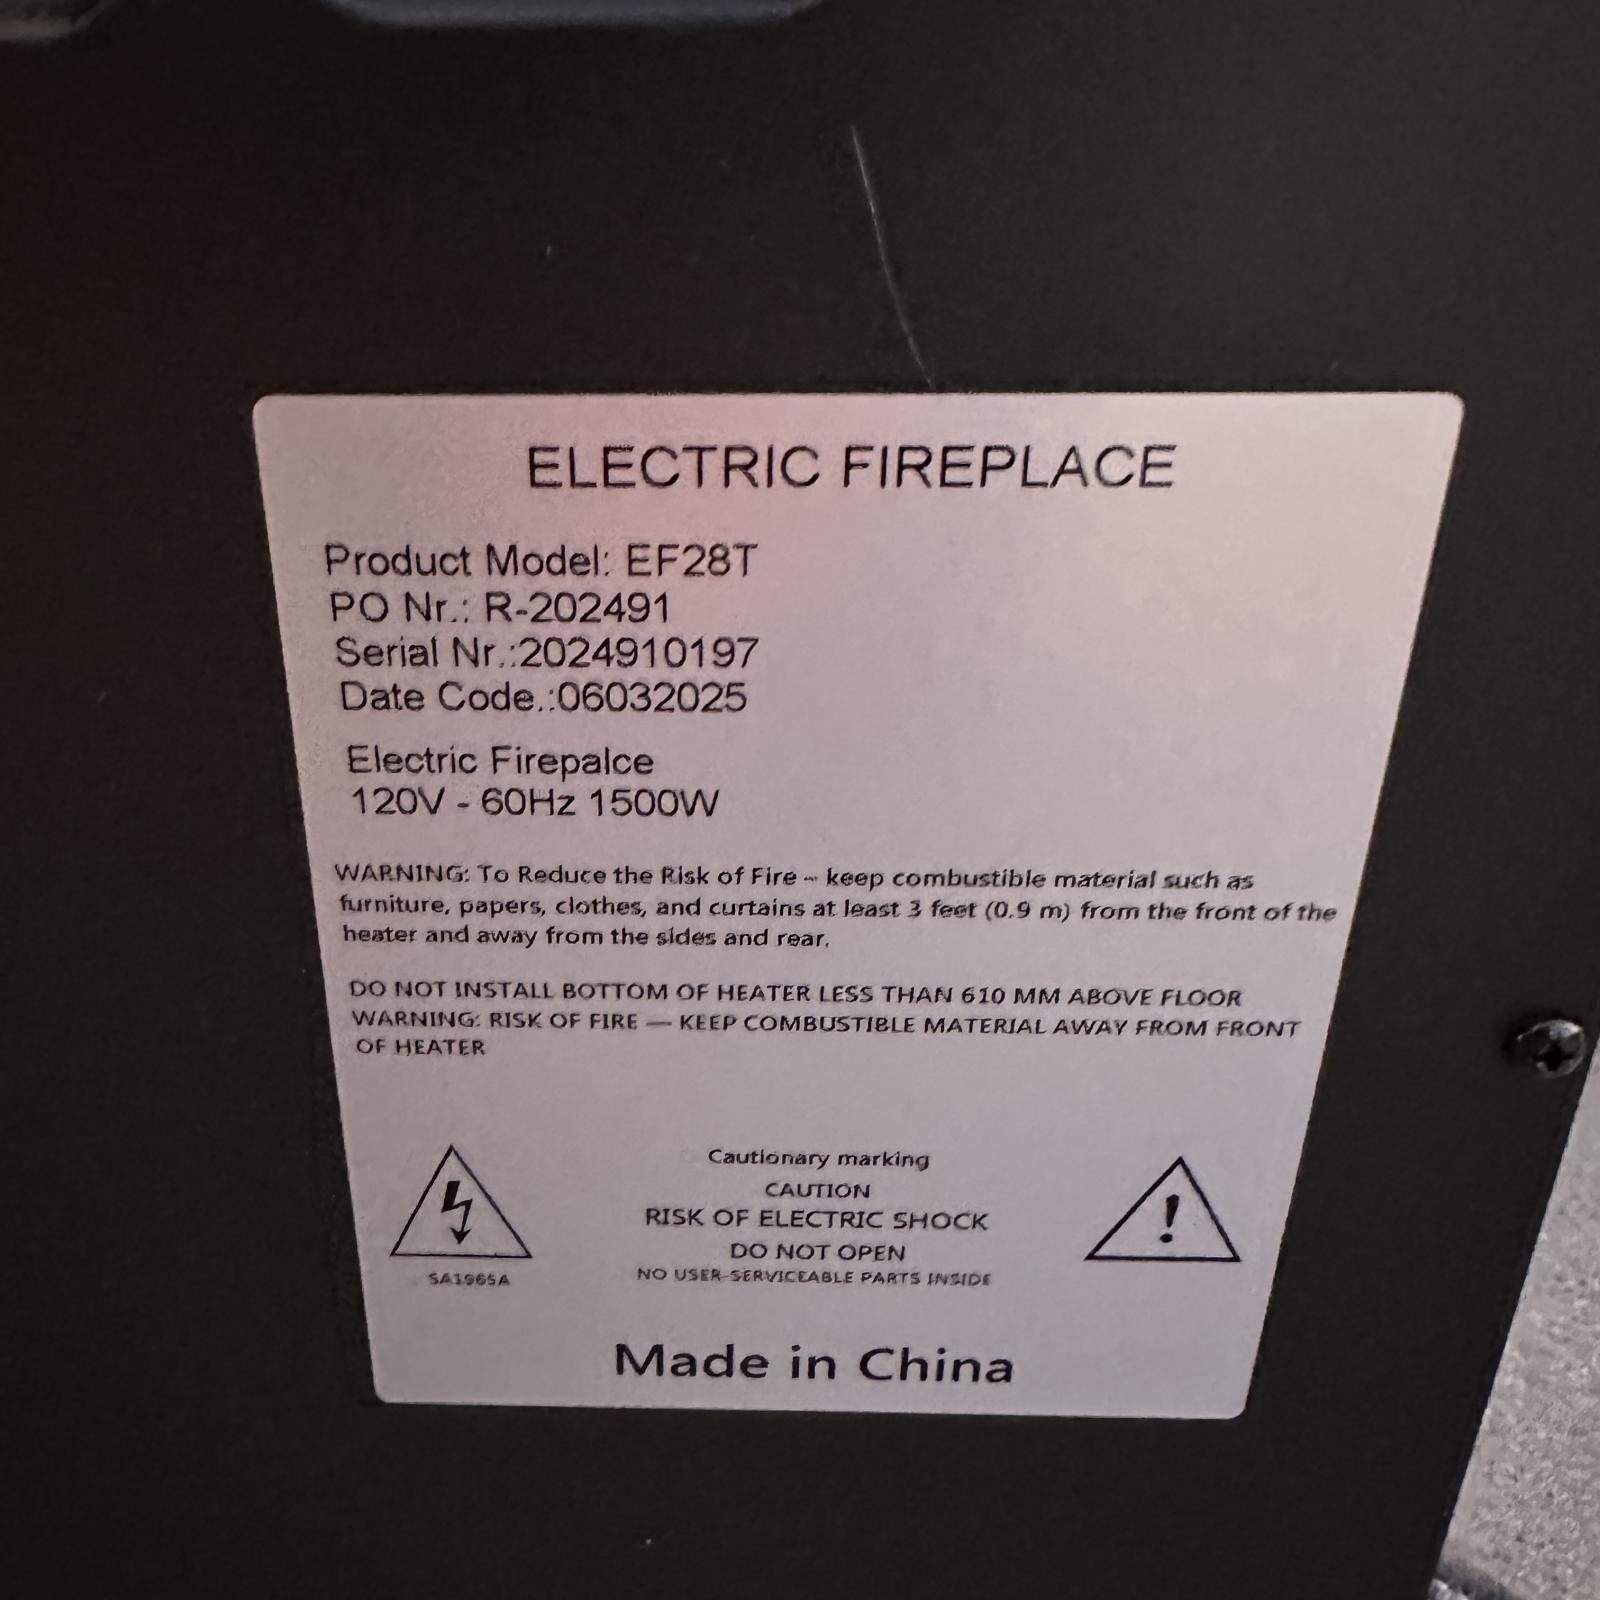 ELECTRIC FIREPLACE
Product Model: EF28T
PO Nr.: R-202491
Serial Nr.:2024910197
Date Code.:06032025
Electric Firepalce
120V - 60Hz 1500W
WARNING: To Reduce the Risk of Fire -- keep combustible material such as
furniture, papers, clothes, and curtains at least 3 feet (0.9 m) from the front of the
heater and away from the sides and rear.
DO NOT INSTALL BOTTOM OF HEATER LESS THAN 610 MM ABOVE FLOOR
WARNING: RISK OF FIRE — KEEP COMBUSTIBLE MATERIAL AWAY FROM FRONT
OF HEATER
Cautionary marking
CAUTION
RISK OF ELECTRIC SHOCK
DO NOT OPEN
NO USER-SERVICEABLE PARTS INSIDE
SA1965A
Made in China